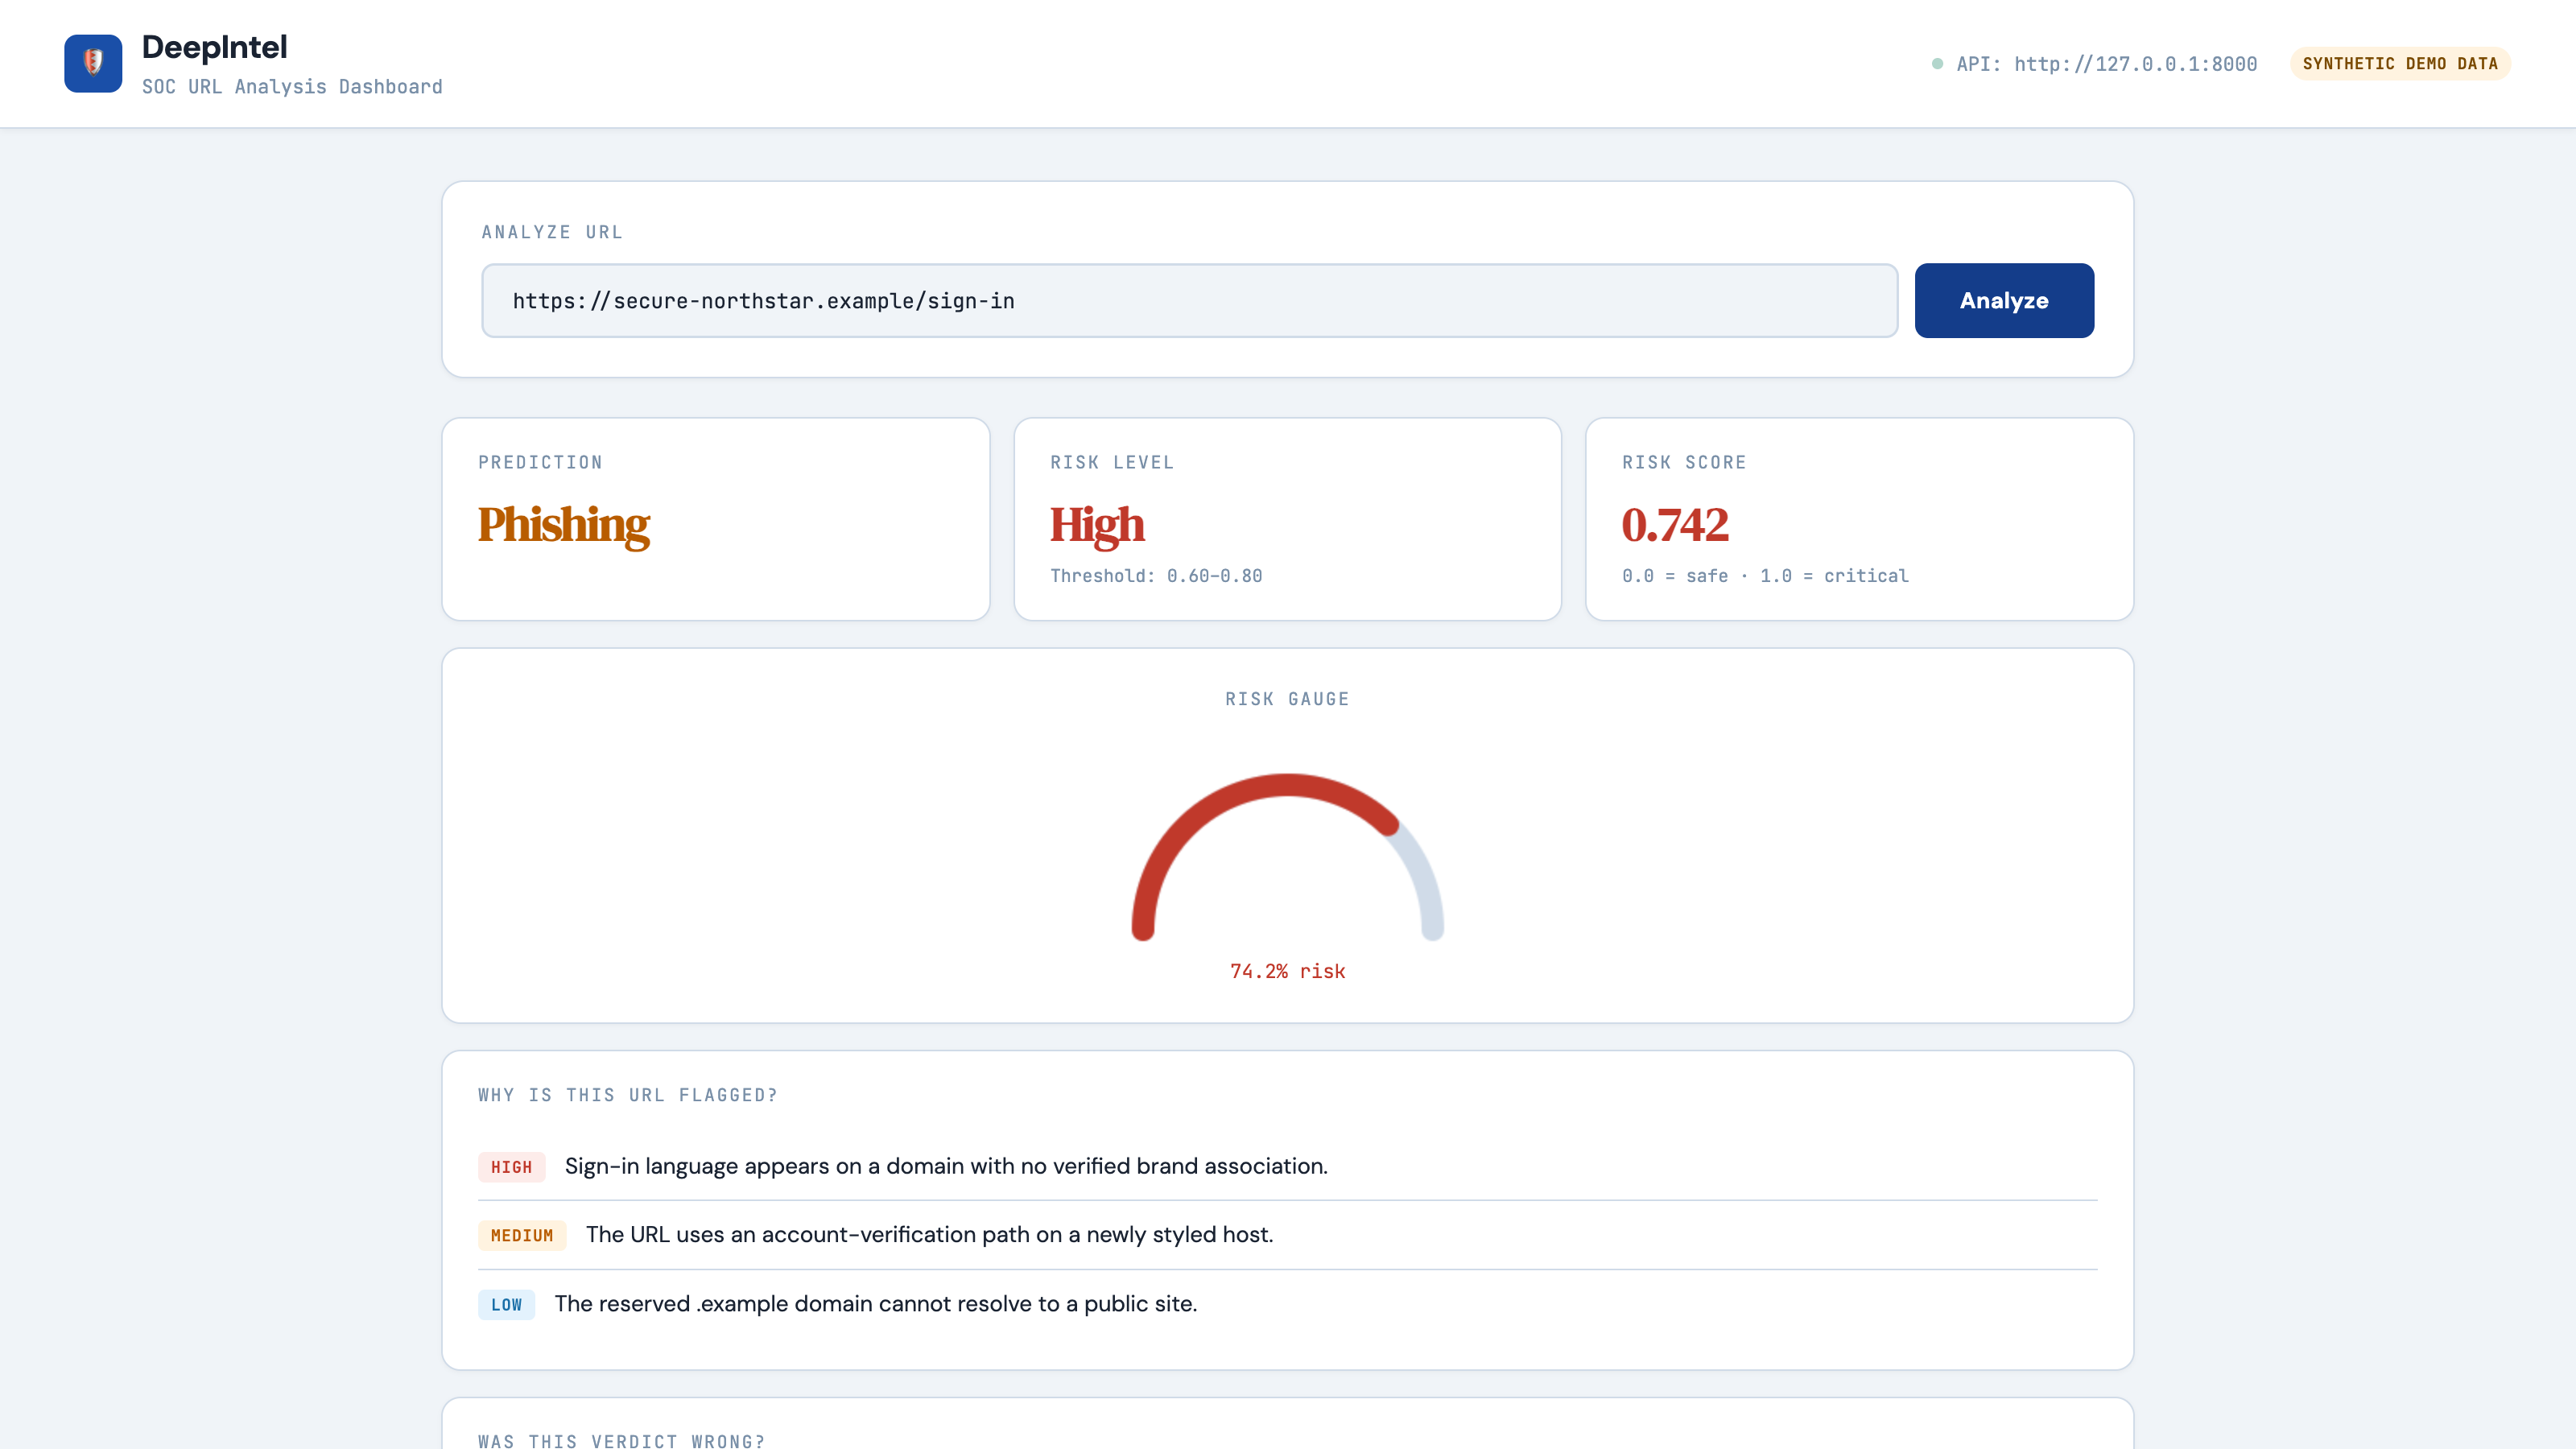 DeepIntel
SOC URL Analysis Dashboard
API: http://127.0.0.1:8000
SYNTHETIC DEMO DATA
ANALYZE URL
https://secure-northstar.example/sign-in
Analyze
PREDICTION
Phishing
RISK LEVEL
High
Threshold: 0.60–0.80
RISK SCORE
0.742
0.0 = safe · 1.0 = critical
RISK GAUGE
74.2% risk
WHY IS THIS URL FLAGGED?
HIGH Sign-in language appears on a domain with no verified brand association.
MEDIUM The URL uses an account-verification path on a newly styled host.
LOW The reserved .example domain cannot resolve to a public site.
WAS THIS VERDICT WRONG?